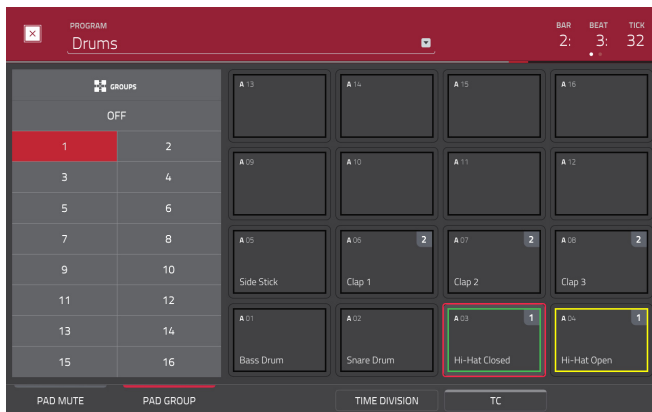 PROGRAM
Drums
BAR BEAT TICK
2: 3: 32
GROUPS
OFF
1 2
3 4
5 6
7 8
9 10
11 12
13 14
15 16
A 13 A 14 A 15 A 16
A 09 A 10 A 11 A 12
A 05 A 06 2 A 07 2 A 08 2
Side Stick Clap 1 Clap 2 Clap 3
A 01 A 02 A 03 1 A 04 1
Bass Drum Snare Drum Hi-Hat Closed Hi-Hat Open
PAD MUTE PAD GROUP TIME DIVISION TC